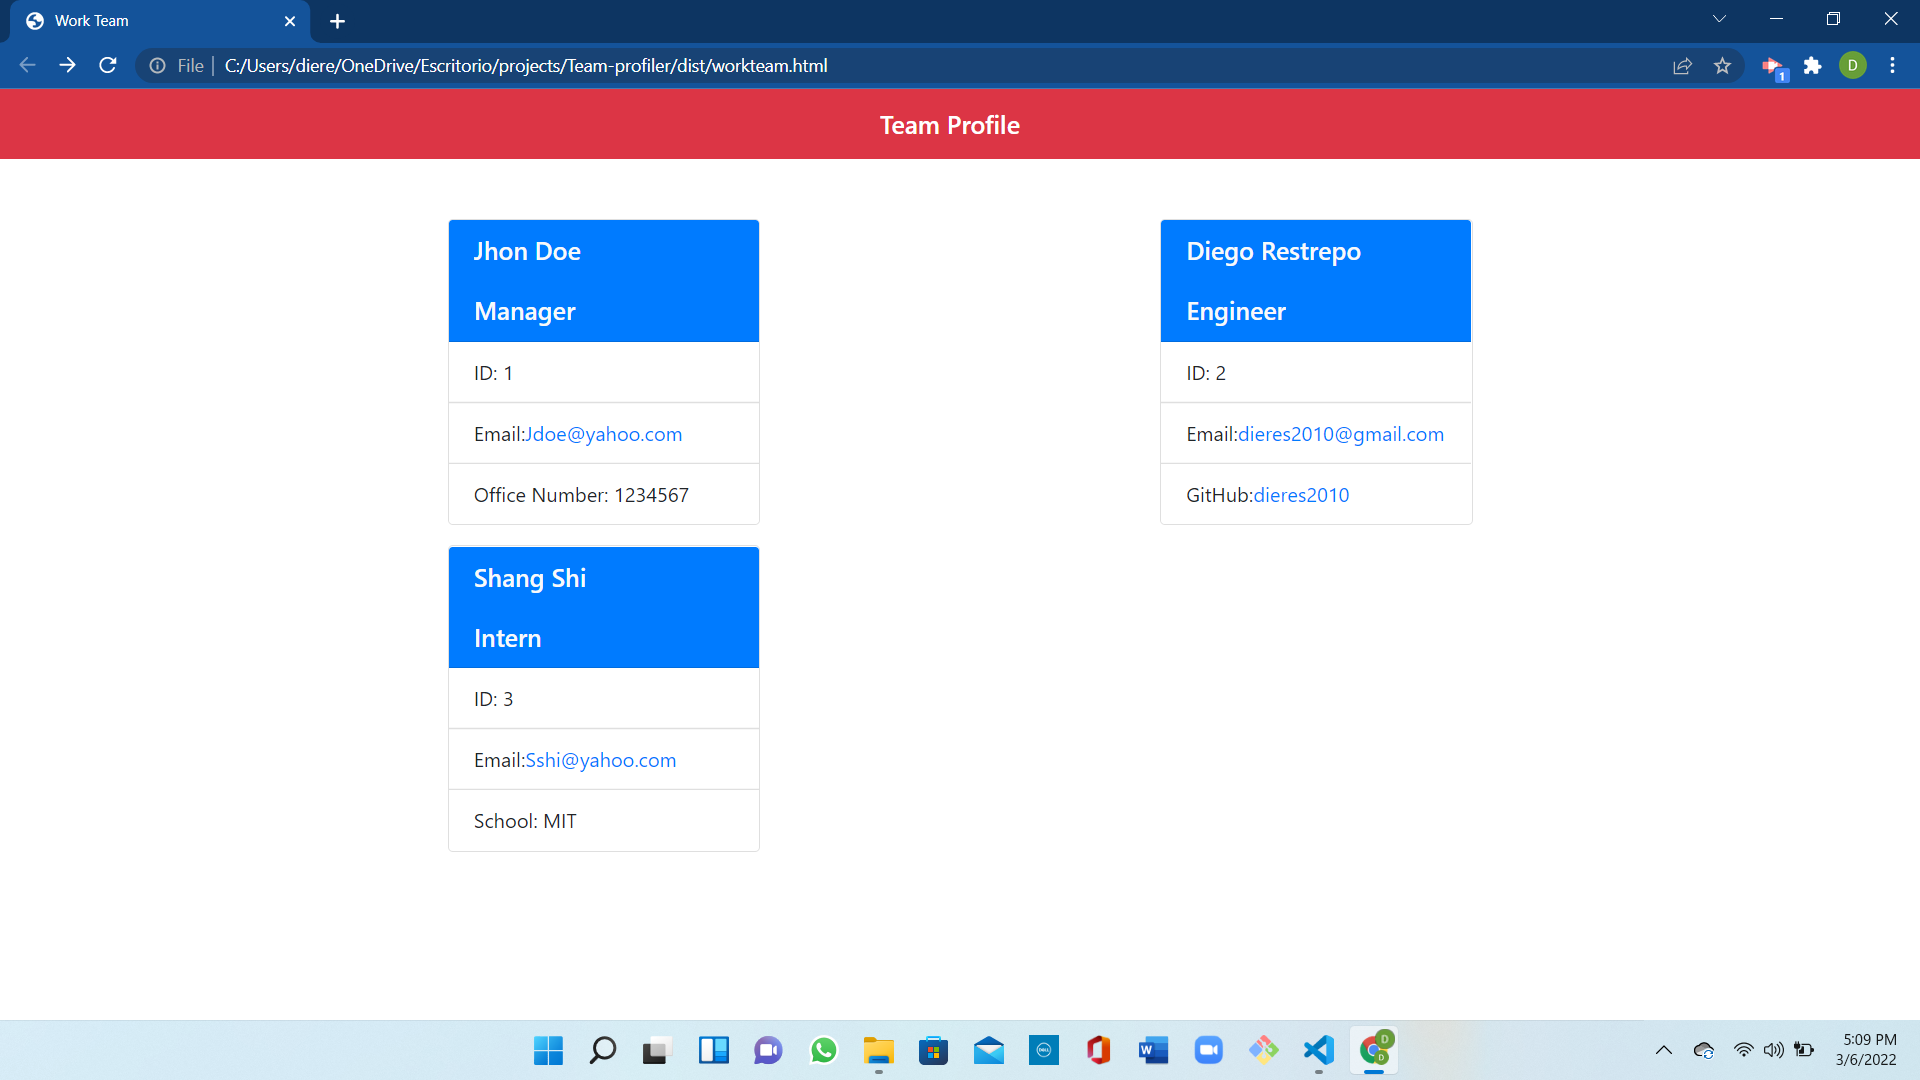 Work Team
File
C:/Users/diere/OneDrive/Escritorio/projects/Team-profiler/dist/workteam.html
1
D
Team Profile
Jhon Doe
Manager
ID: 1
Email:Jdoe@yahoo.com
Office Number: 1234567
Diego Restrepo
Engineer
ID: 2
Email:dieres2010@gmail.com
GitHub:dieres2010
Shang Shi
Intern
ID: 3
Email:Sshi@yahoo.com
School: MIT
DELL
W
D
D
5:09 PM
3/6/2022